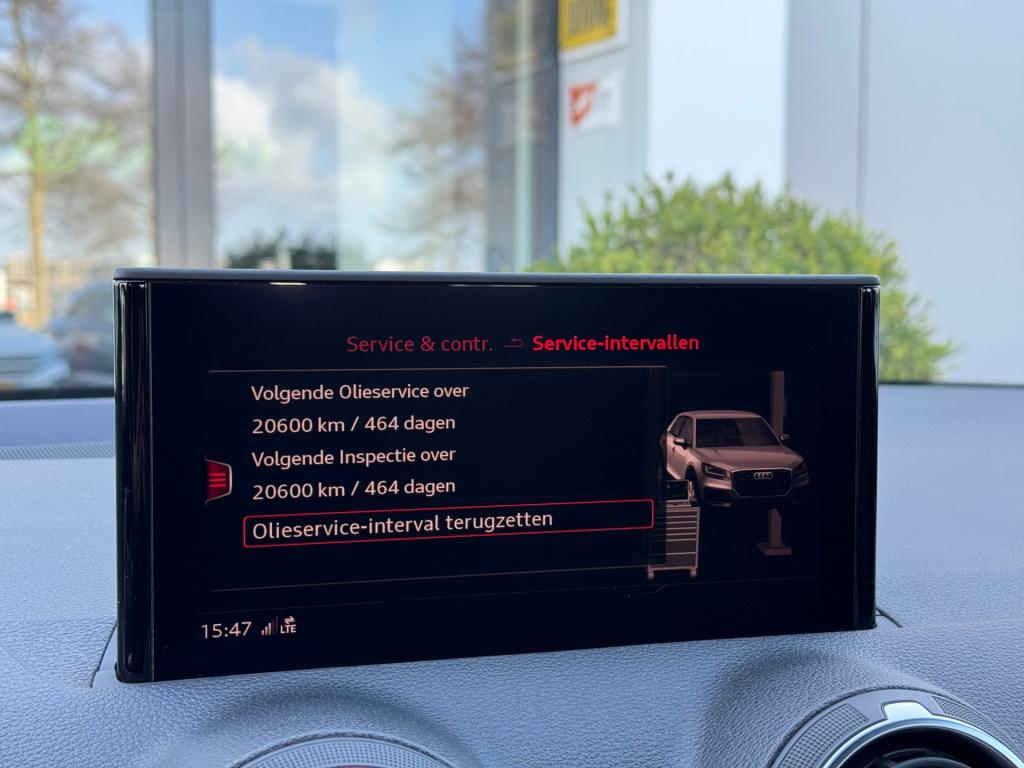 Service & contr. Service-intervallen
Volgende Olieservice over
20600 km / 464 dagen
Volgende Inspectie over
20600 km / 464 dagen
Olieservice-interval terugzetten
15:47 LTE